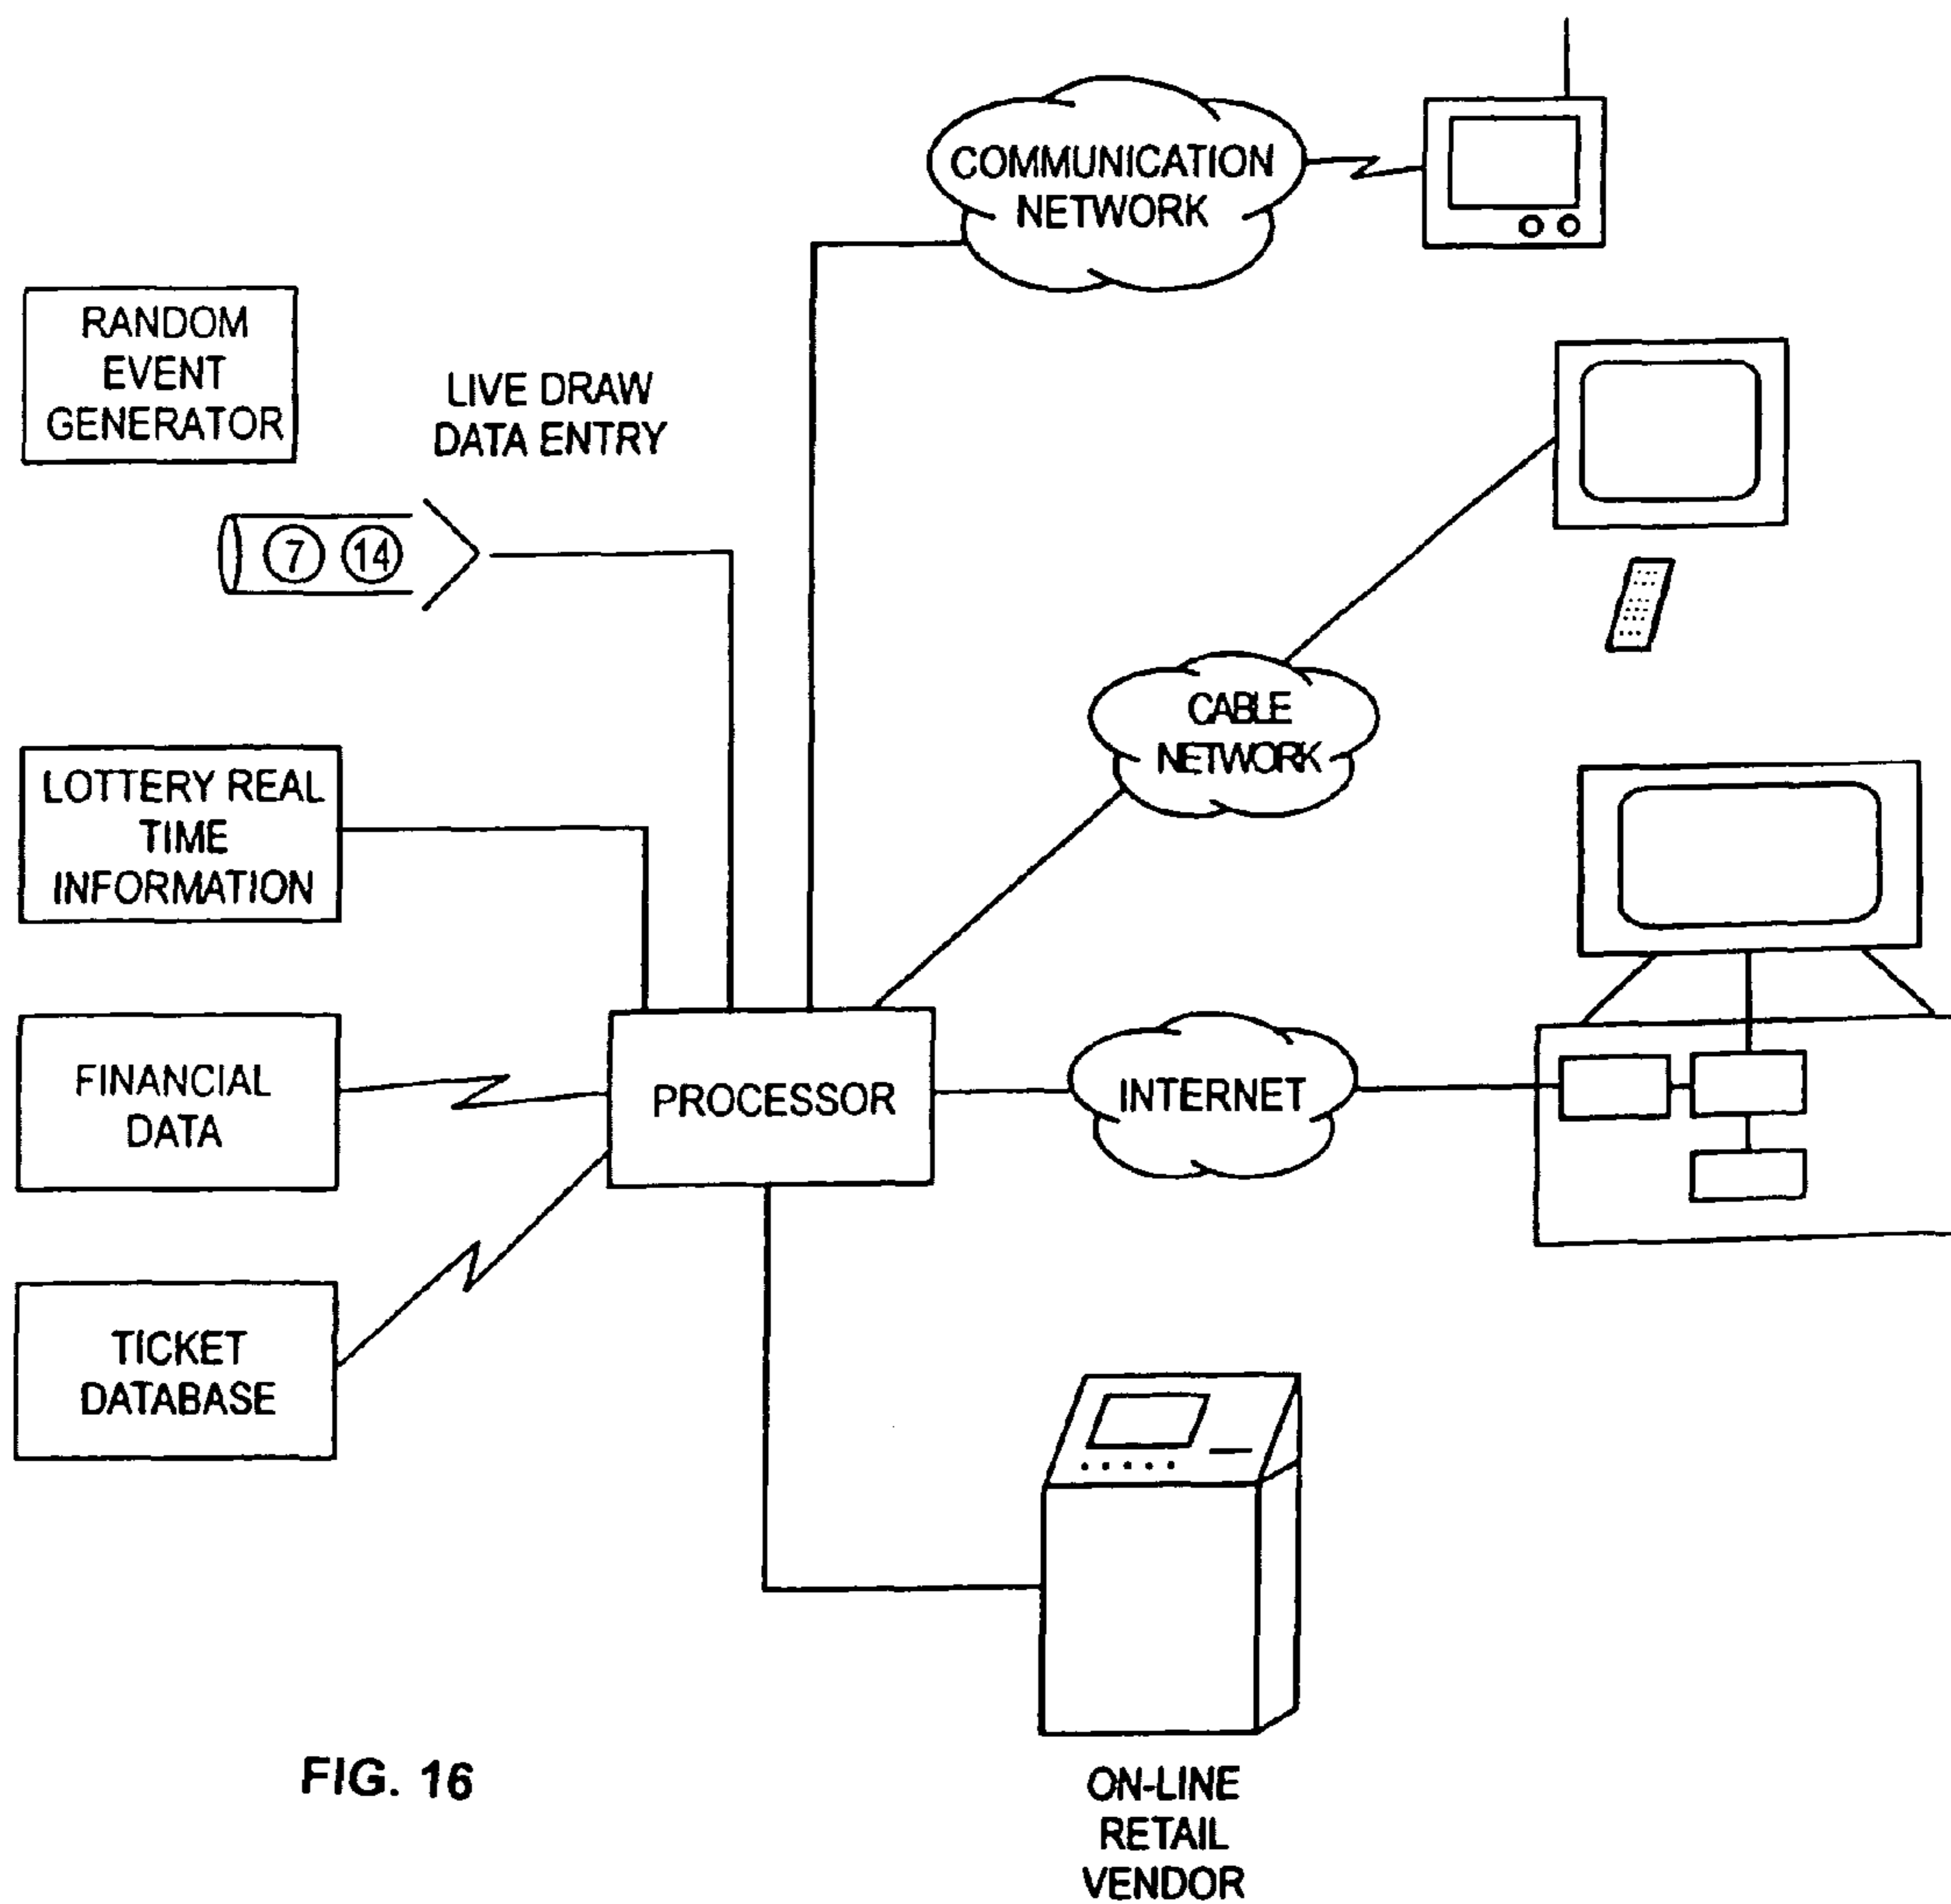 COMMUNICATION
NETWORK
RANDOM
EVENT
GENERATOR
LIVE DRAW
DATA ENTRY
7 14
CABLE
NETWORK
LOTTERY REAL
TIME
INFORMATION
FINANCIAL
DATA
PROCESSOR
INTERNET
TICKET
DATABASE
FIG. 16
ON-LINE
RETAIL
VENDOR